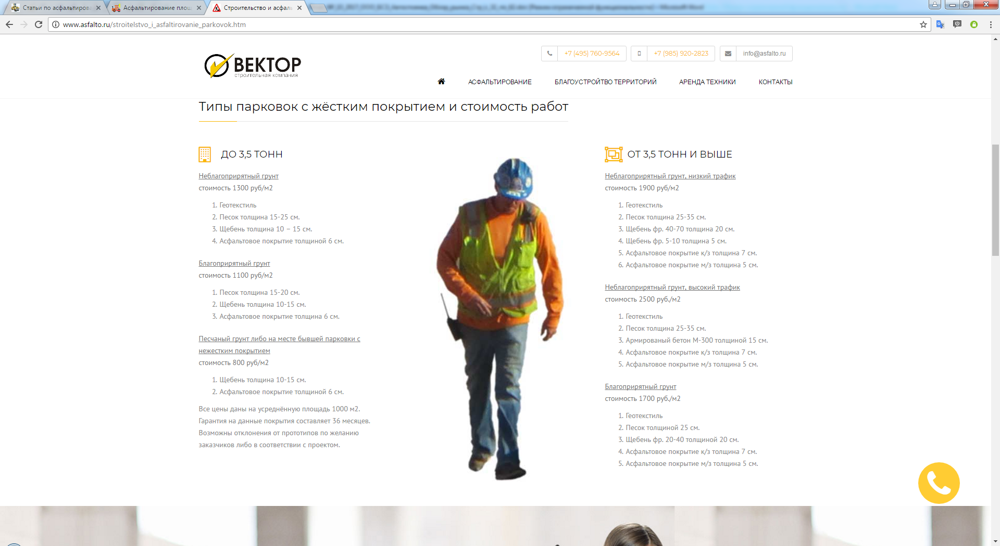 Статьи по асфальтирова
Асфальтирование площ
Строительство и асфаль
www.asfalto.ru/stroitelstvo_i_asfaltirovanie_parkovok.htm
ВЕКТОР
строительная компания
+7 (495) 760-9564
+7 (985) 920-2823
info@asfalto.ru
АСФАЛЬТИРОВАНИЕ
БЛАГОУСТРОЙТВО ТЕРРИТОРИЙ
АРЕНДА ТЕХНИКИ
КОНТАКТЫ
Типы парковок с жёстким покрытием и стоимость работ
ДО 3,5 ТОНН
Неблагоприрятный грунт
стоимость 1300 руб/м2
1. Геотекстиль
2. Песок толщина 15-25 см.
3. Щебень толщина 10 – 15 см.
4. Асфальтовое покрытие толщиной 6 см.
Благоприрятный грунт
стоимость 1100 руб/м2
1. Песок толщина 15-20 см.
2. Щебень толщина 10-15 см.
3. Асфальтовое покрытие толщина 6 см.
Песчаный грунт либо на месте бывшей парковки с
нежестким покрытием
стоимость 800 руб/м2
1. Щебень толщина 10-15 см.
2. Асфальтовое покрытие толщиной 6 см.
Все цены даны на усреднённую площадь 1000 м2.
Гарантия на данные покрытия составляет 36 месяцев.
Возможны отклонения от прототипов по желанию
заказчиков либо в соответствии с проектом.
ОТ 3,5 ТОНН И ВЫШЕ
Неблагоприрятный грунт, низкий трафик
стоимость 1900 руб/м2
1. Геотекстиль
2. Песок толщина 25-35 см.
3. Щебень фр. 40-70 толщина 20 см.
4. Щебень фр. 5-10 толщина 5 см.
5. Асфальтовое покрытие к/з толщина 7 см.
6. Асфальтовое покрытие м/з толщина 5 см.
Неблагоприрятный грунт, высокий трафик
стоимость 2500 руб./м2
1. Геотекстиль
2. Песок толщина 25-35 см.
3. Армированый бетон М-300 толщиной 15 см.
4. Асфальтовое покрытие к/з толщина 7 см.
5. Асфальтовое покрытие м/з толщина 5 см.
Благоприрятный грунт
стоимость 1700 руб./м2
1. Геотекстиль
2. Песок толщиной 25 см.
3. Щебень фр. 20-40 толщиной 20 см.
4. Асфальтовое покрытие к/з толщина 7 см.
5. Асфальтовое покрытие м/з толщина 5 см.